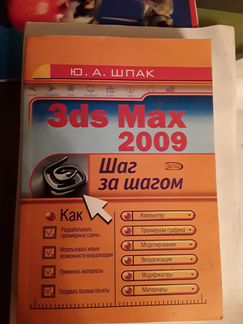 Ю. А. ШПАК
3ds Max
2009
Шаг
за шагом
Как
Разрабатывать
трехмерные сцены
Использовать новые
возможности визуализации
Применять материалы
Создавать базовые объекты
Компьютер
Трехмерная графика
Моделирование
Визуализация
Модификаторы
Материалы